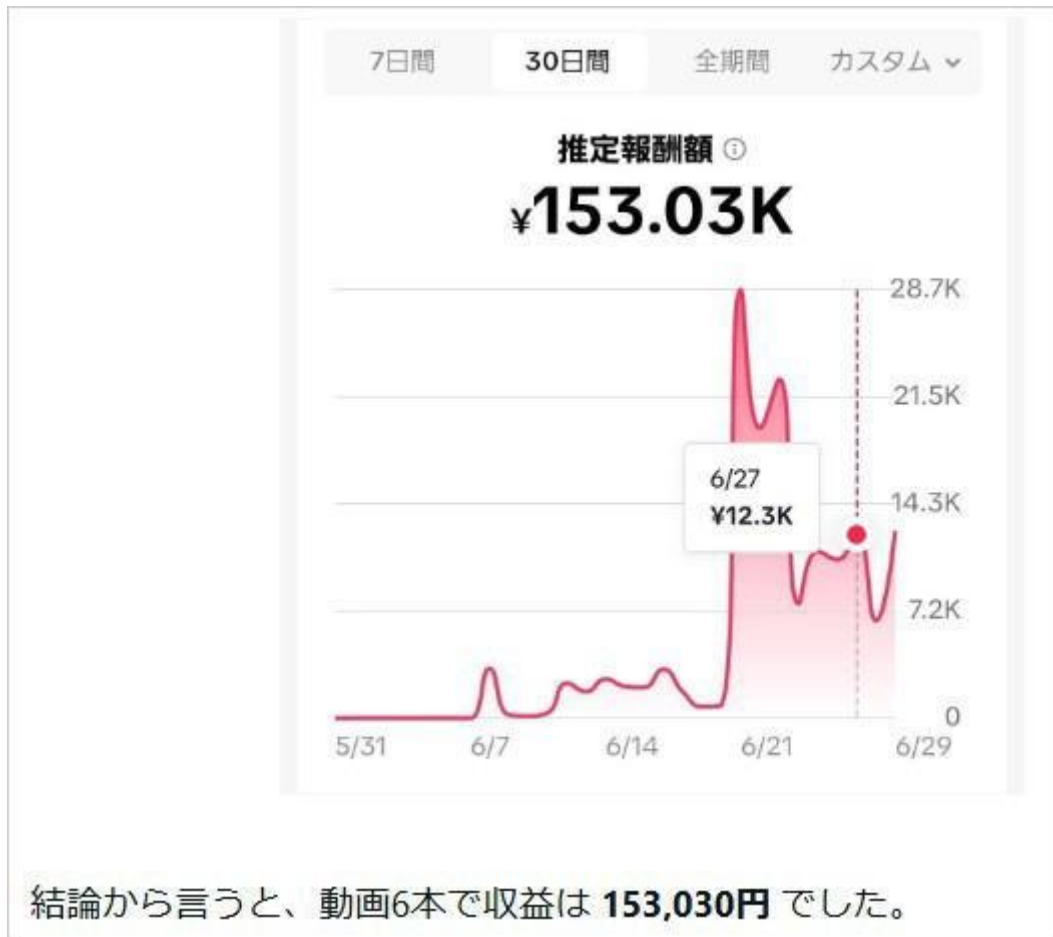 7日間 30日間 全期間 カスタム
推定報酬額
¥153.03K
28.7K
21.5K
6/27
¥12.3K
14.3K
7.2K
0
5/31 6/7 6/14 6/21 6/29
結論から言うと、動画6本で収益は 153,030円 でした。